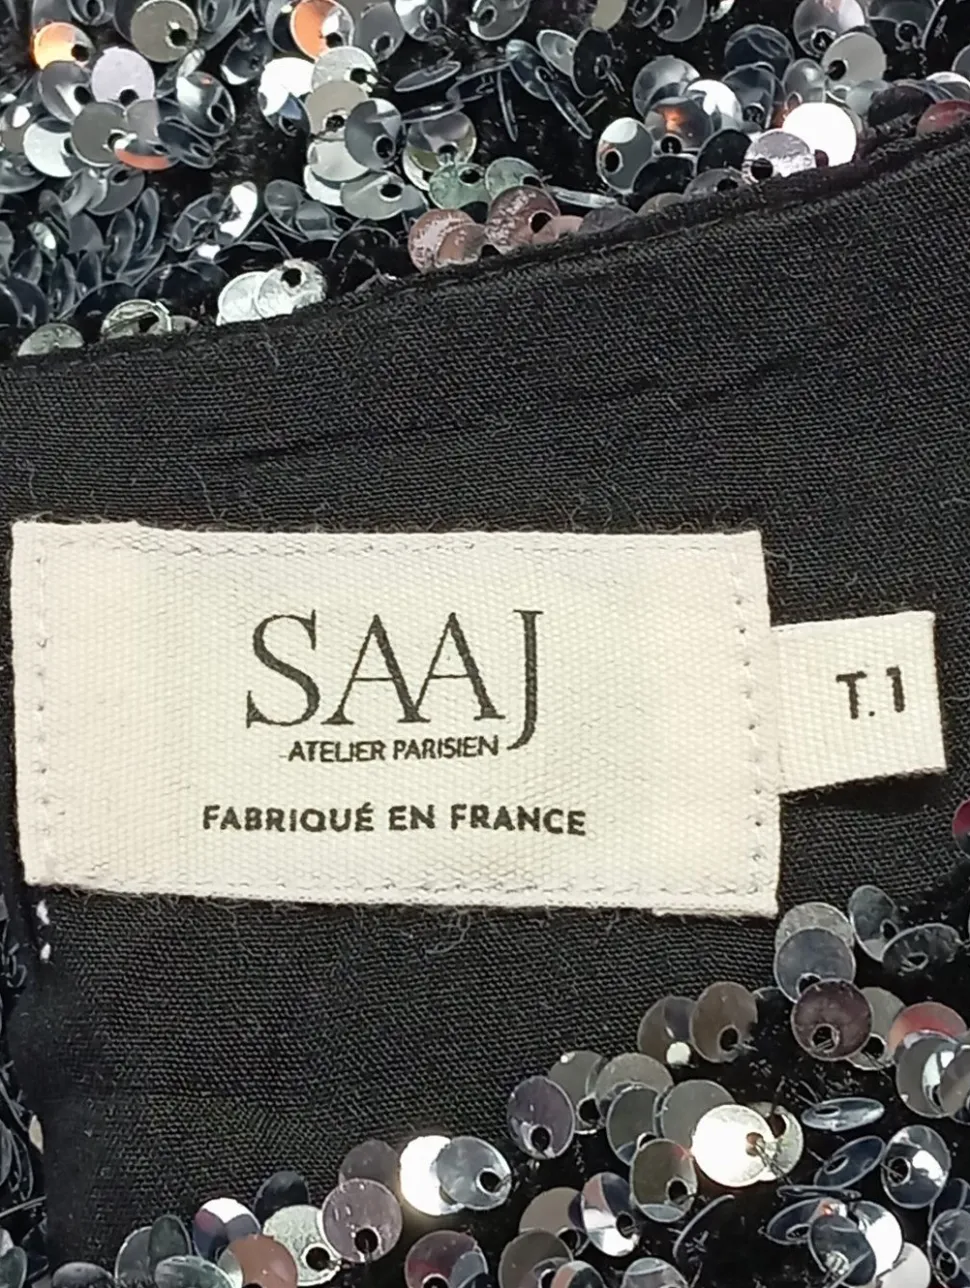 SAAJ
ATELIER PARISIEN
FABRIQUÉ EN FRANCE
T.1